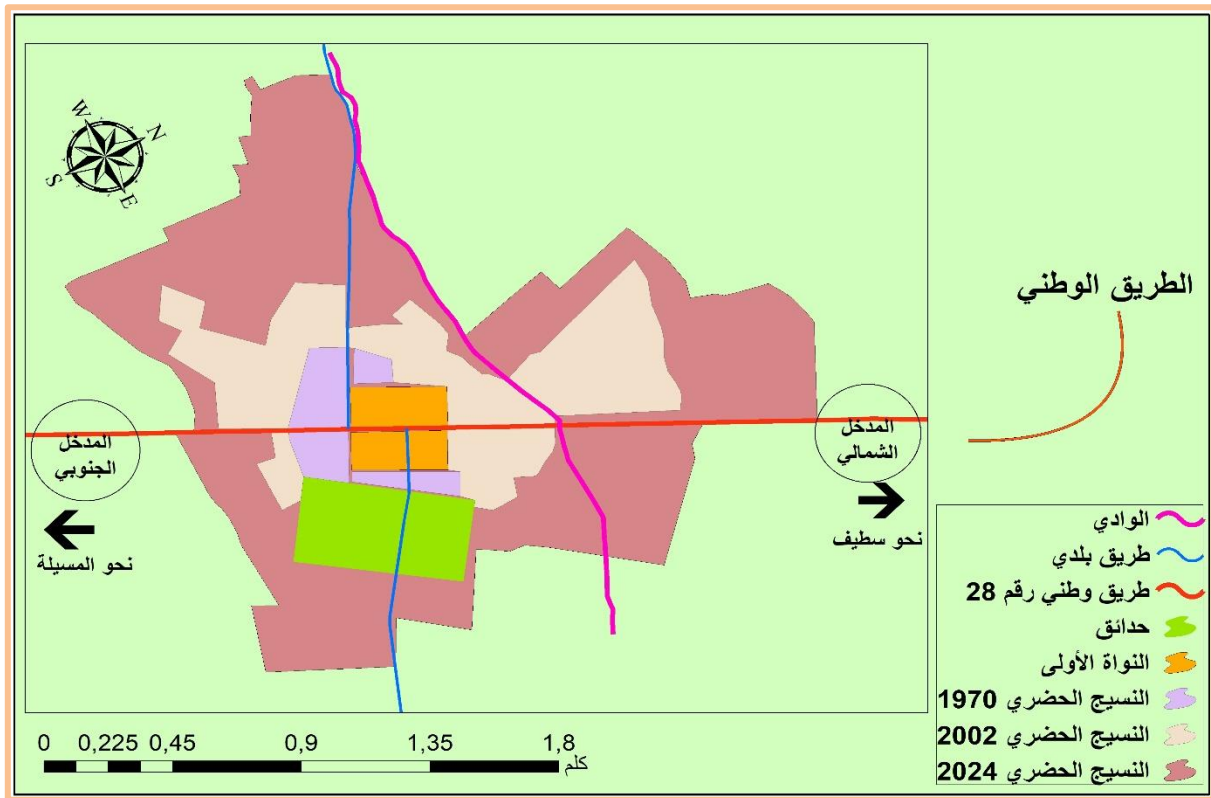 W
N
S
E
الطريق الوطني
المدخل
الجنوبي
المدخل
الشمالي
نحو المسيلة
نحو سطيف
الوادي
طريق بلدي
طريق وطني رقم 28
حدائق
النواة الأولى
النسيج الحضري 1970
النسيج الحضري 2002
النسيج الحضري 2024
0 0,225 0,45 0,9 1,35 1,8
كلم